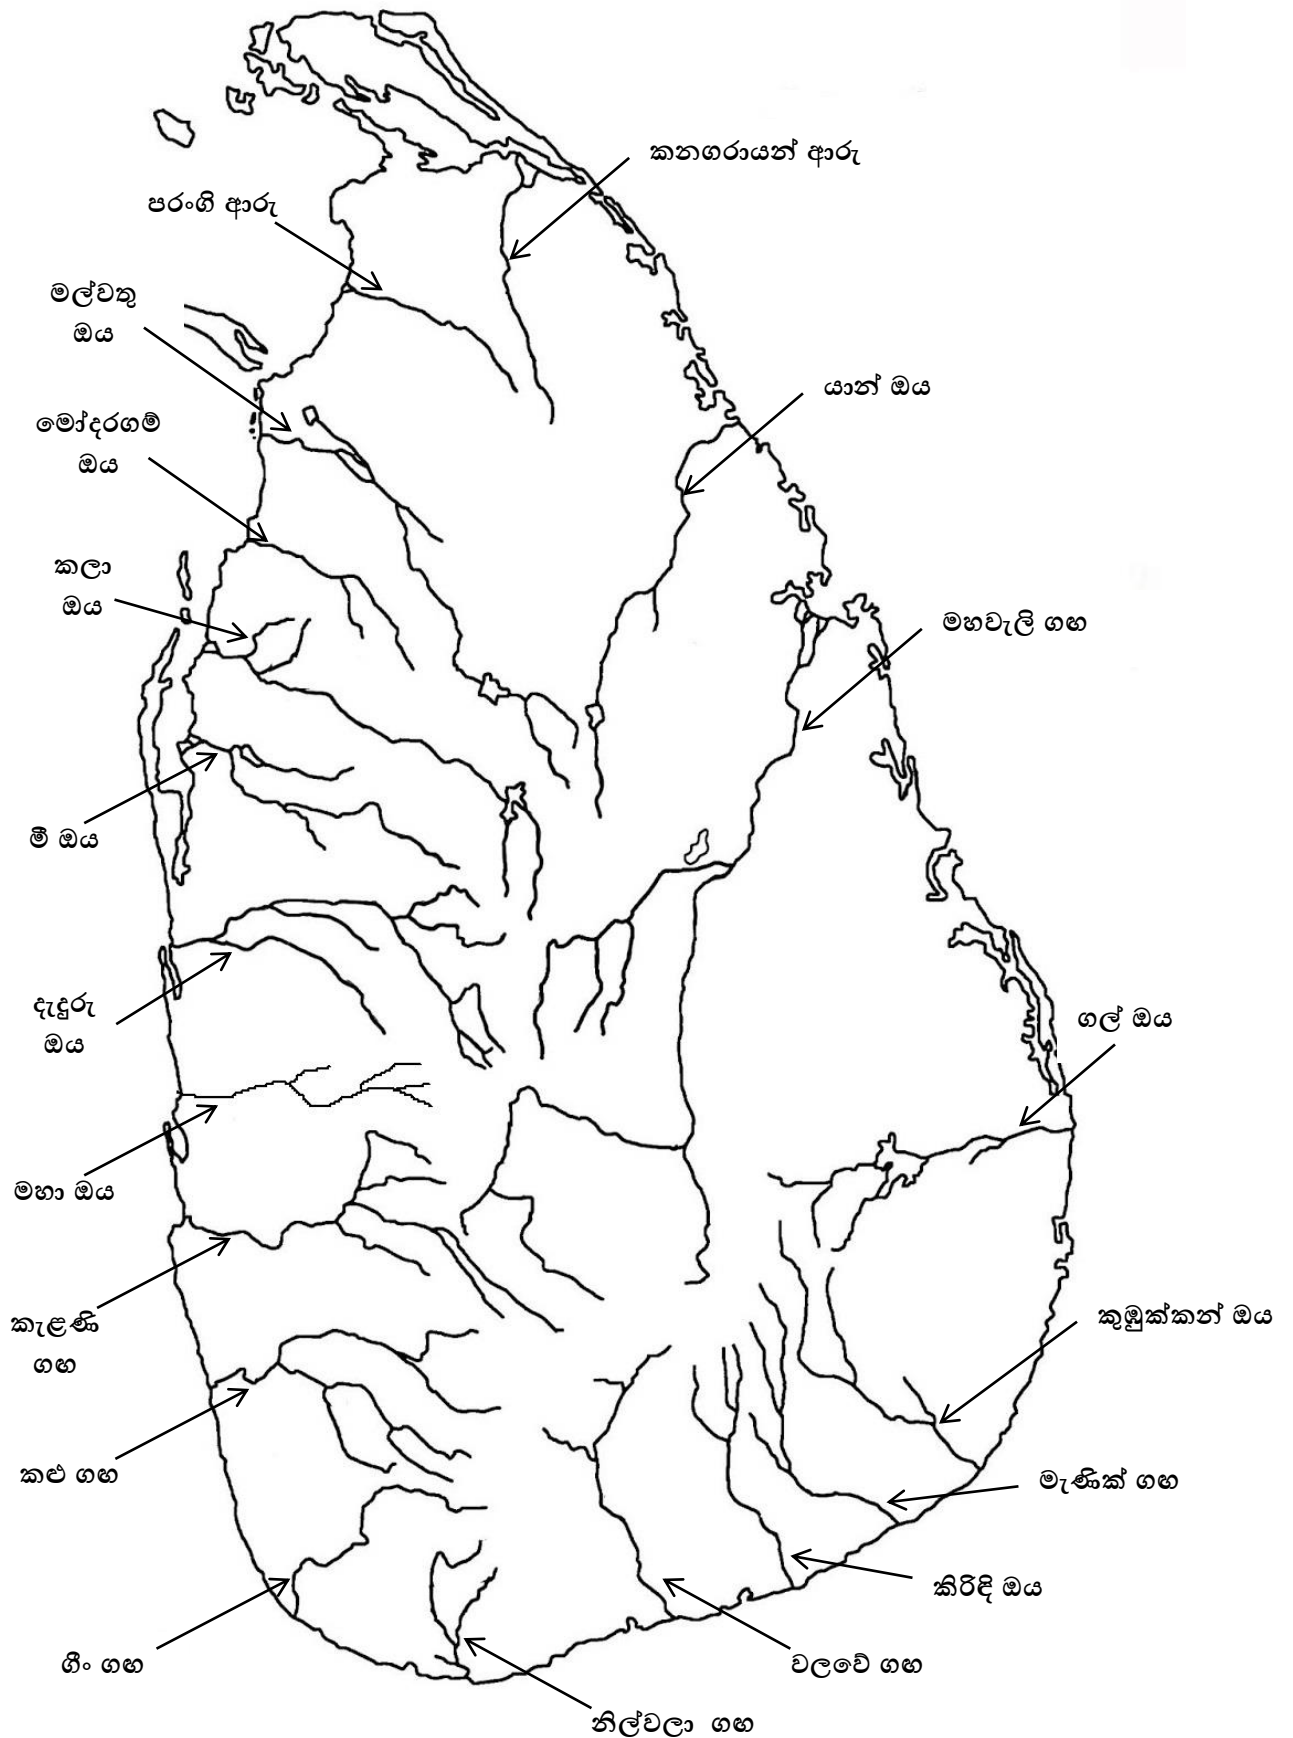 කනගරායන් ආරු
පරංගි ආරු
මල්වතු
ඔය
යාන් ඔය
මෝදරගම්
ඔය
කලා
ඔය
මහවැලි ගඟ
මී ඔය
දැදුරු
ඔය
ගල් ඔය
මහා ඔය
කැළණි
ගඟ
කුඹුක්කන් ඔය
කළු ගඟ
මැණික් ගඟ
කිරිඳි ඔය
ගීං ගඟ
වලවේ ගඟ
නිල්වලා ගඟ